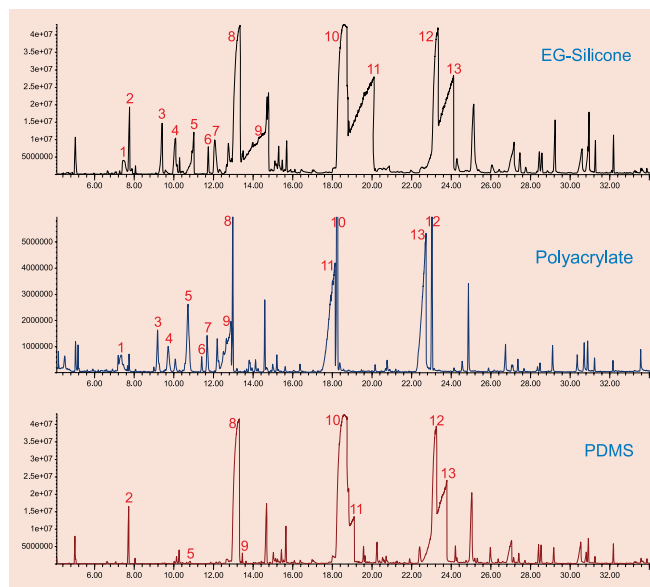 EG-Silicone
4e+07
3.5e+07
3e+07
2.5e+07
2e+07
1.5e+07
1e+07
5000000
1 2 3 4 5 6 7 8 9 10 11 12 13
6.00 8.00 10.00 12.00 14.00 16.00 18.00 20.00 22.00 24.00 26.00 28.00 30.00 32.00
Polyacrylate
5000000
4000000
3000000
2000000
1000000
1 3 4 5 6 7 9 8 11 10 13 12
6.00 8.00 10.00 12.00 14.00 16.00 18.00 20.00 22.00 24.00 26.00 28.00 30.00 32.00
PDMS
4e+07
3.5e+07
3e+07
2.5e+07
2e+07
1.5e+07
1e+07
5000000
2 5 8 9 10 11 12 13
6.00 8.00 10.00 12.00 14.00 16.00 18.00 20.00 22.00 24.00 26.00 28.00 30.00 32.00